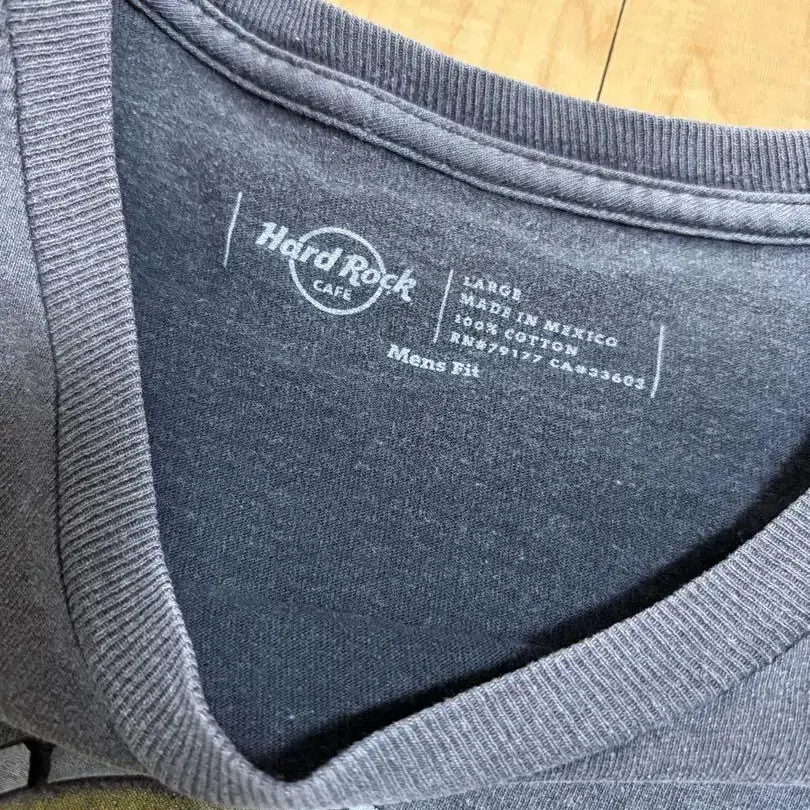 Hard Rock
CAFE
LARGE
MADE IN MEXICO
100% COTTON
RN#79177 CA#33603
Mens Fit